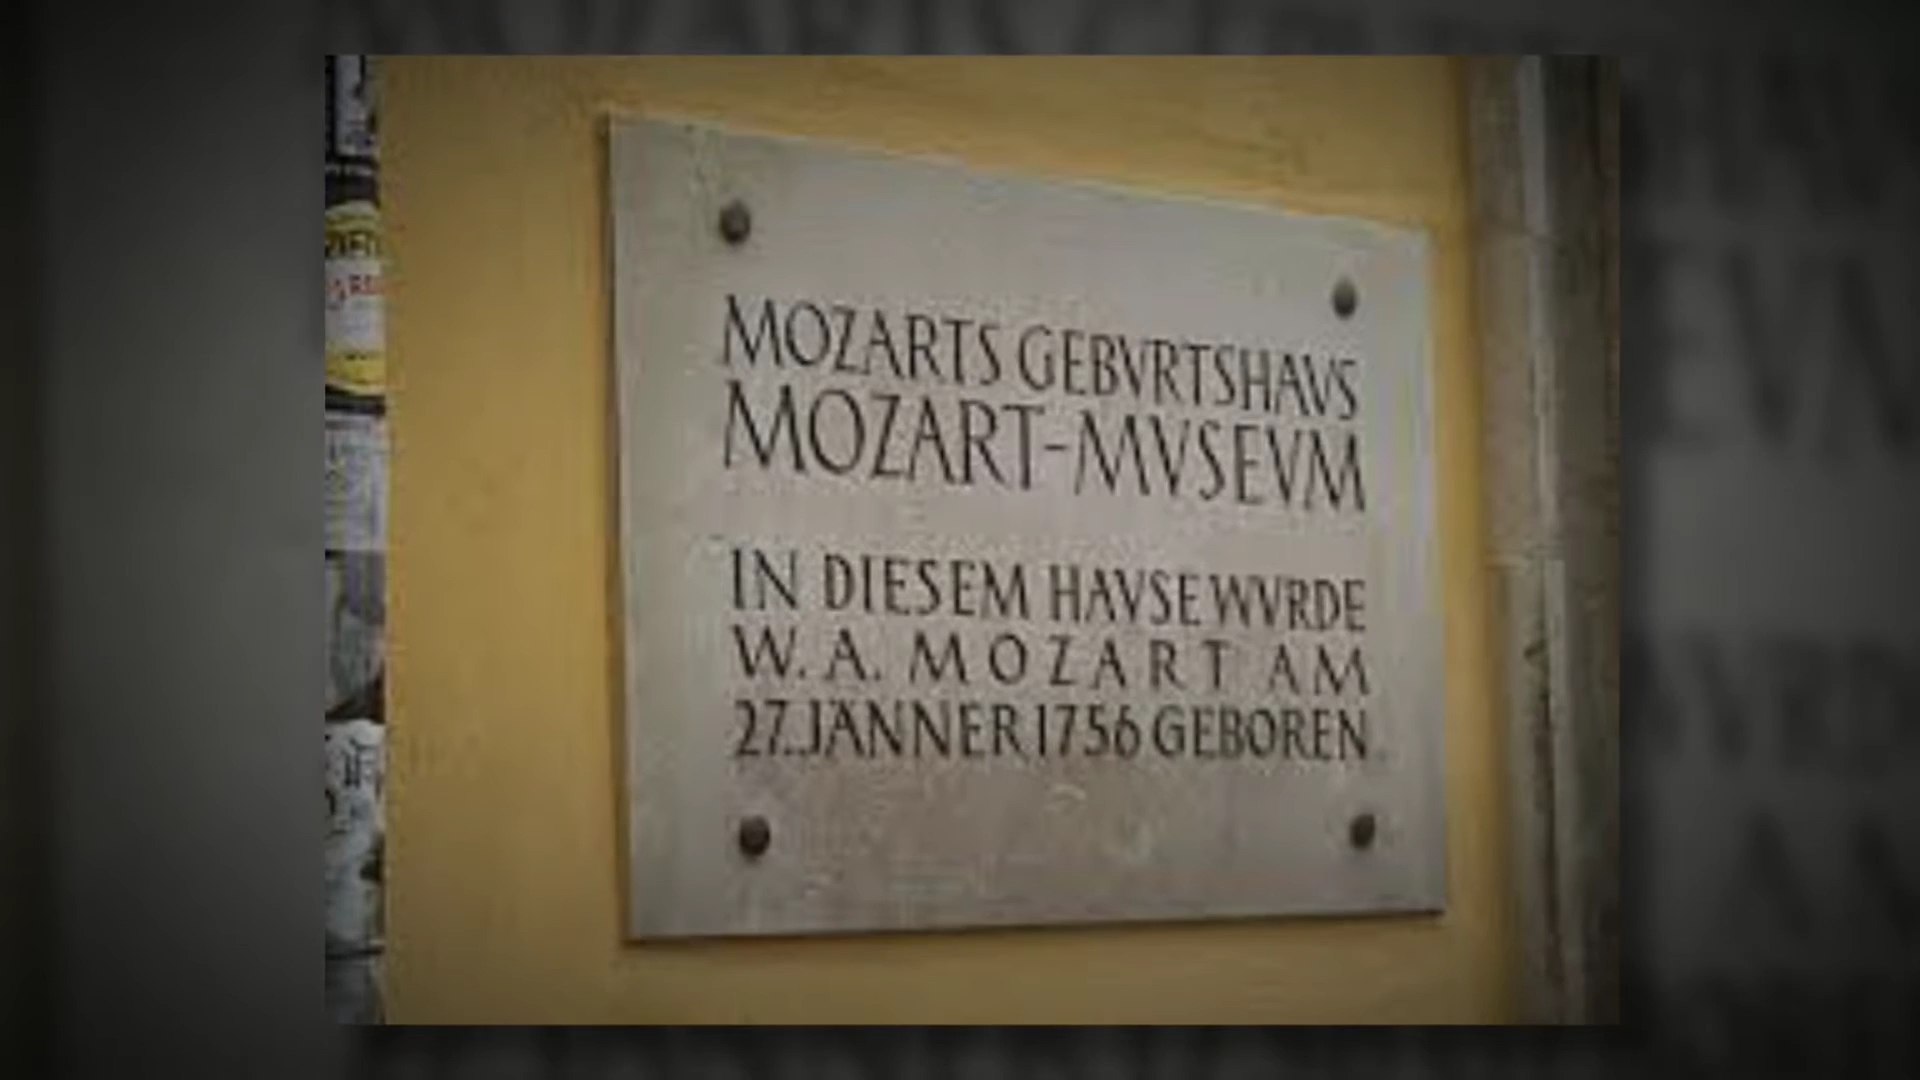 MOZARTS GEBVRTSHAVS
MOZART-MVSEVM
IN DIESEM HAVSE WVRDE
W. A. MOZART AM
27. JÄNNER 1756 GEBOREN